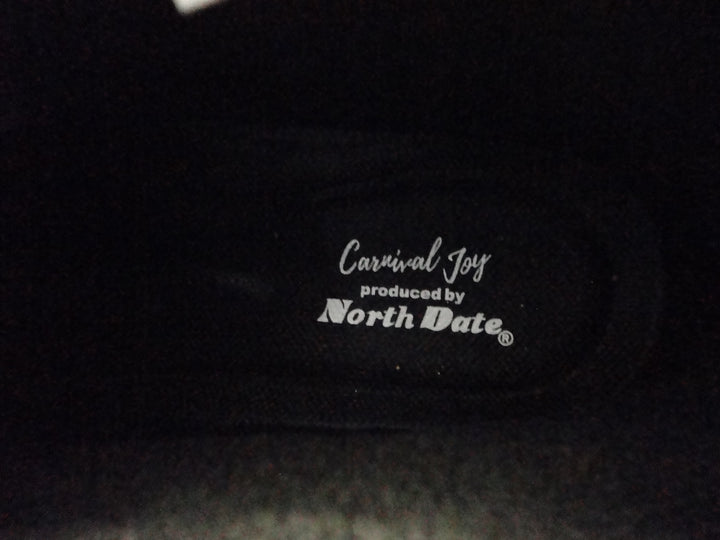 Carnival Joy
produced by
North Date®